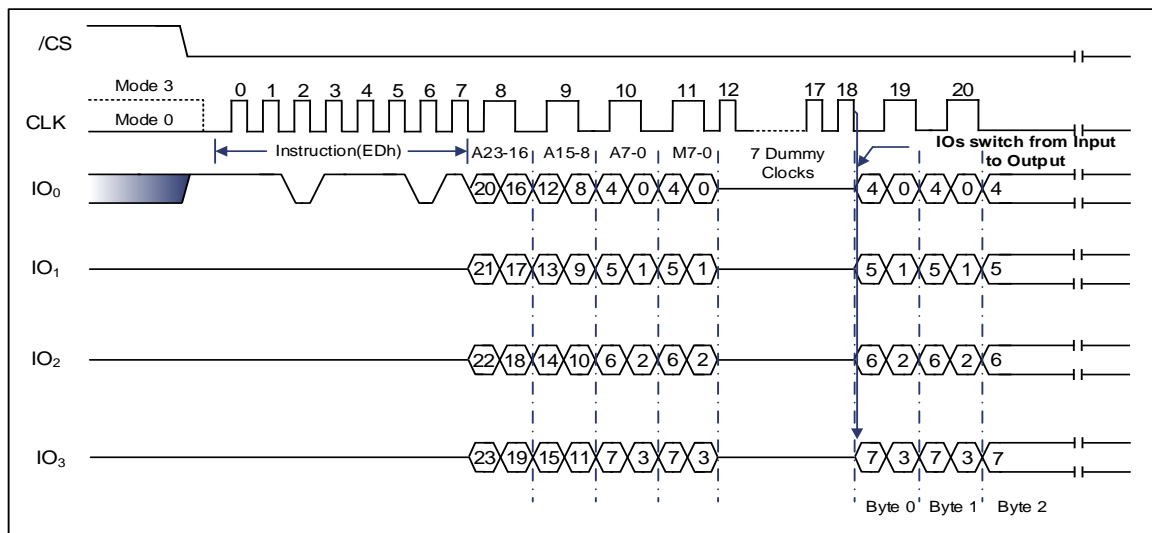 /CS
Mode 3
0 1 2 3 4 5 6 7 8 9 10 11 12 17 18 19 20
CLK
Mode 0
Instruction(EDh) A23-16 A15-8 A7-0 M7-0 7 Dummy Clocks IOs switch from Input to Output
IO0 20 16 12 8 4 0 4 0 4 0 4 0 4
IO1 21 17 13 9 5 1 5 1 5 1 5 1 5
IO2 22 18 14 10 6 2 6 2 6 2 6 2 6
IO3 23 19 15 11 7 3 7 3 7 3 7 3 7
Byte 0 Byte 1 Byte 2